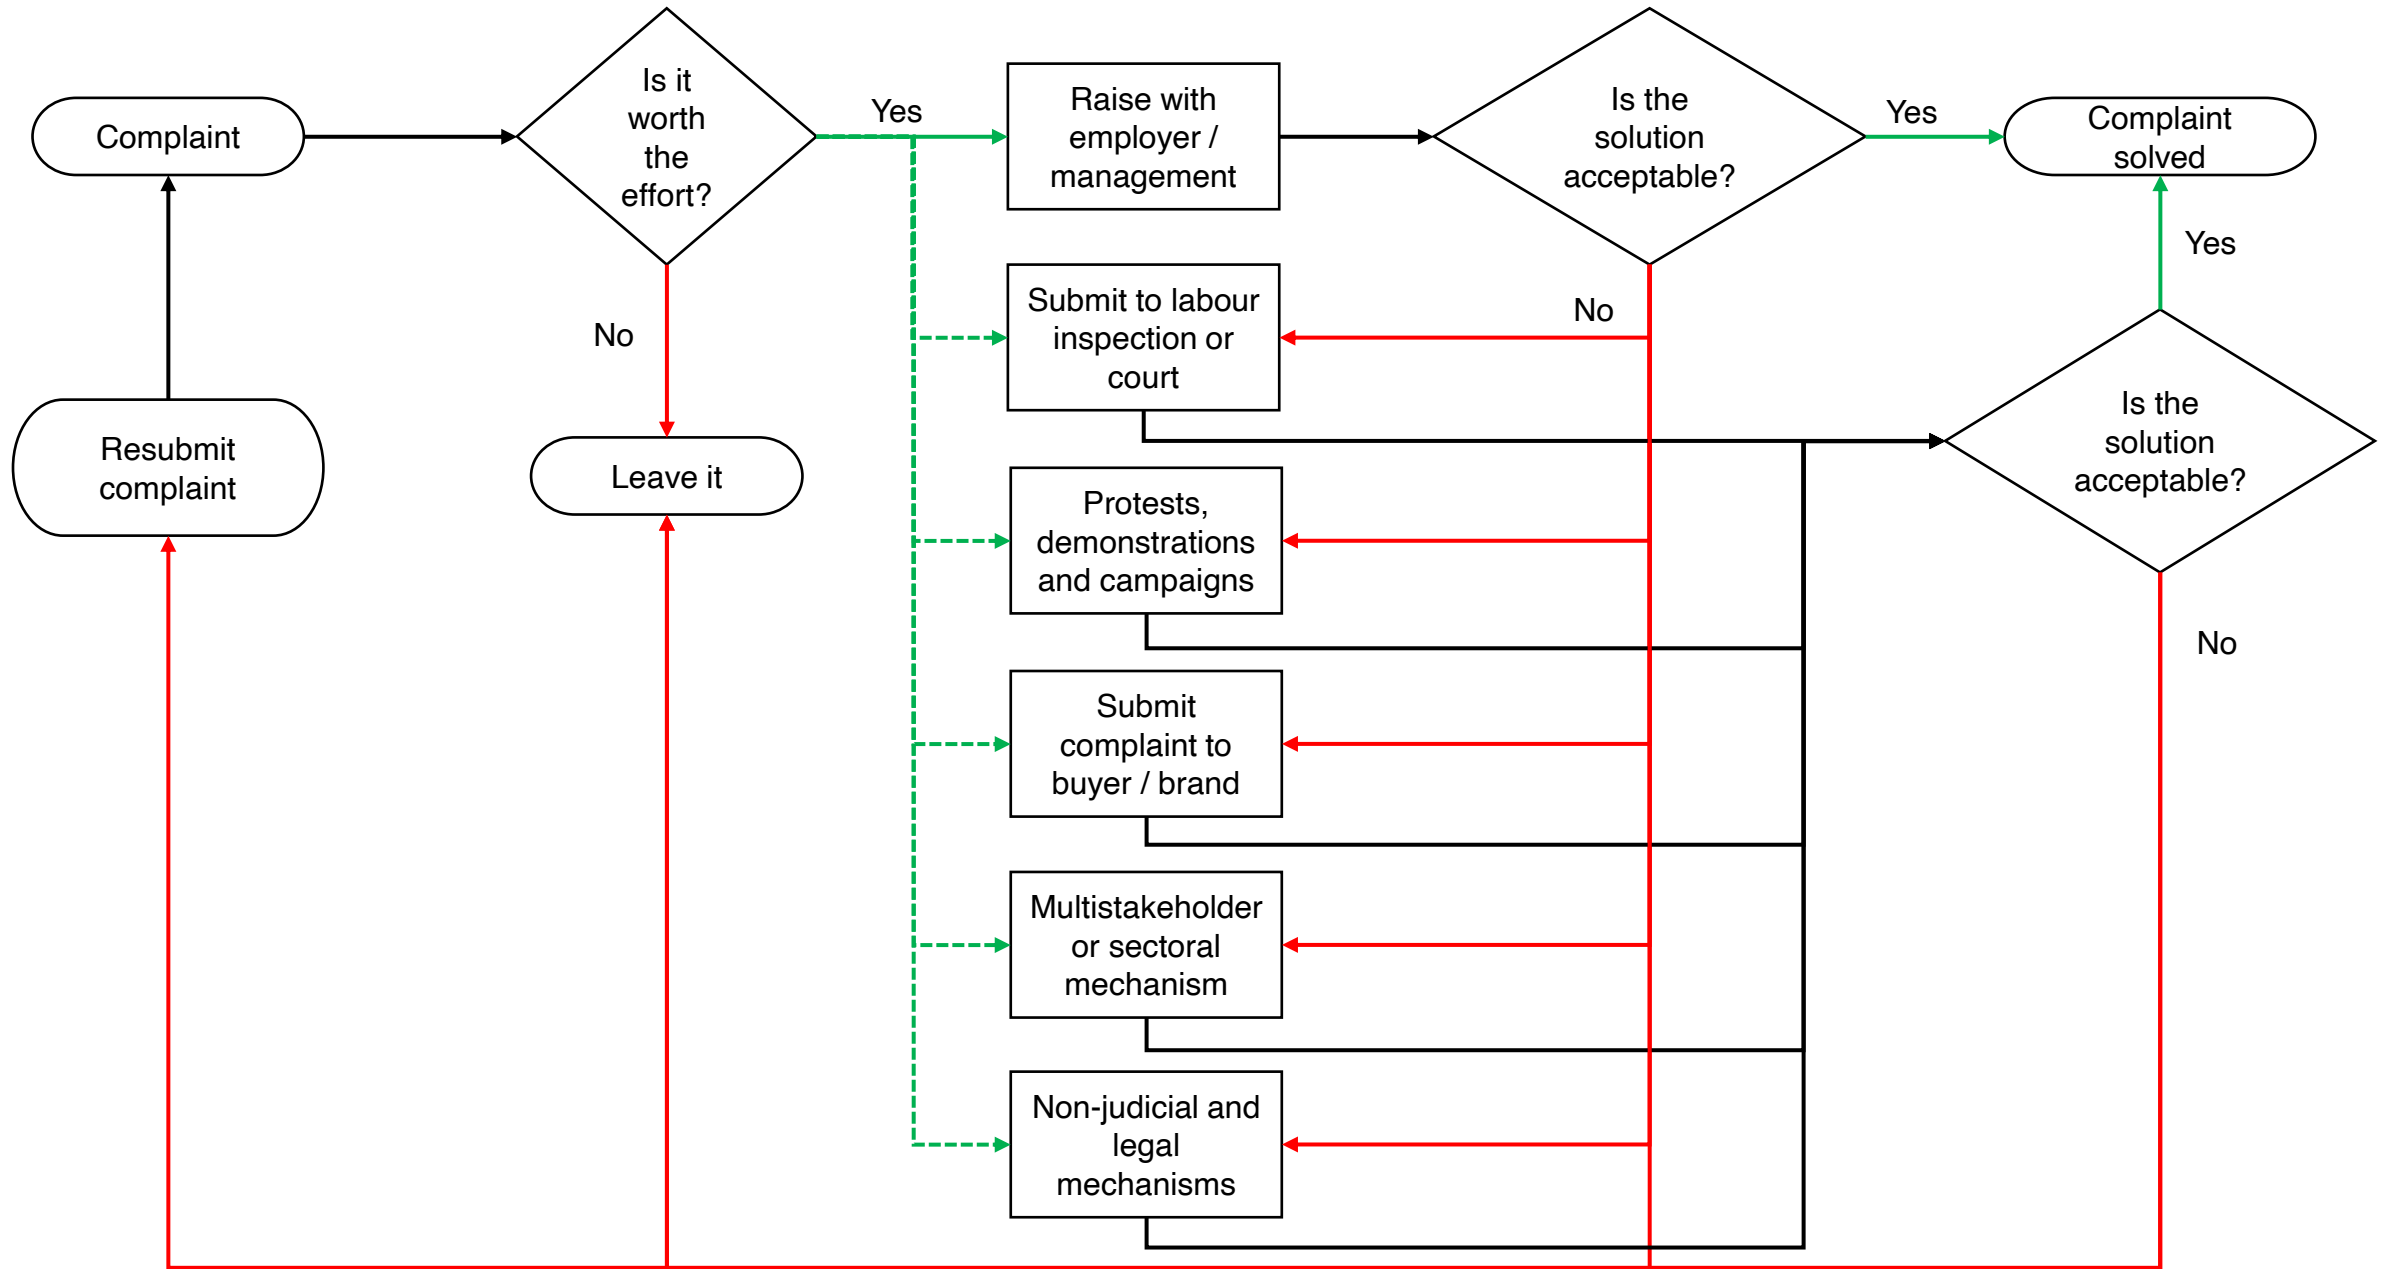 Complaint
Is it
worth
the
effort?
Yes
Raise with
employer /
management
Is the
solution
acceptable?
Yes
Complaint
solved
Yes
No
Submit to labour
inspection or
court
No
Is the
solution
acceptable?
Resubmit
complaint
Leave it
Protests,
demonstrations
and campaigns
No
Submit
complaint to
buyer / brand
Multistakeholder
or sectoral
mechanism
Non-judicial and
legal
mechanisms